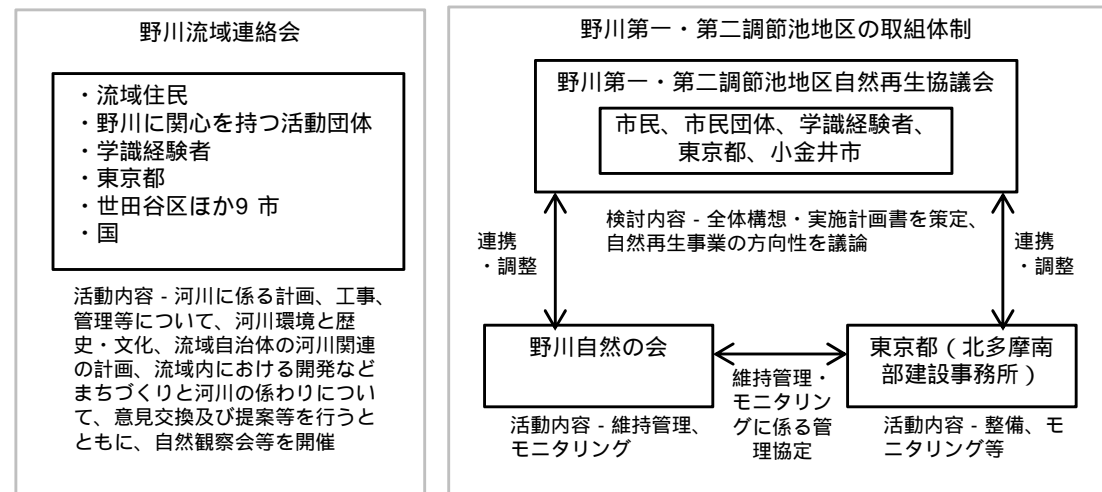 野川流域連絡会
・流域住民
・野川に関心を持つ活動団体
・学識経験者
・東京都
・世田谷区ほか9 市
・国
活動内容 - 河川に係る計画、工事、
管理等について、河川環境と歴
史・文化、流域自治体の河川関連
の計画、流域内における開発など
まちづくりと河川の係わりについ
て、意見交換及び提案等を行うと
ともに、自然観察会等を開催
野川第一・第二調節池地区の取組体制
野川第一・第二調節池地区自然再生協議会
市民、市民団体、学識経験者、
東京都、小金井市
検討内容 - 全体構想・実施計画書を策定、
自然再生事業の方向性を議論
連携
・調整
連携
・調整
野川自然の会
活動内容 - 維持管理、
モニタリング
維持管理・
モニタリン
グに係る管
理協定
東京都（北多摩南
部建設事務所）
活動内容 - 整備、モ
ニタリング等